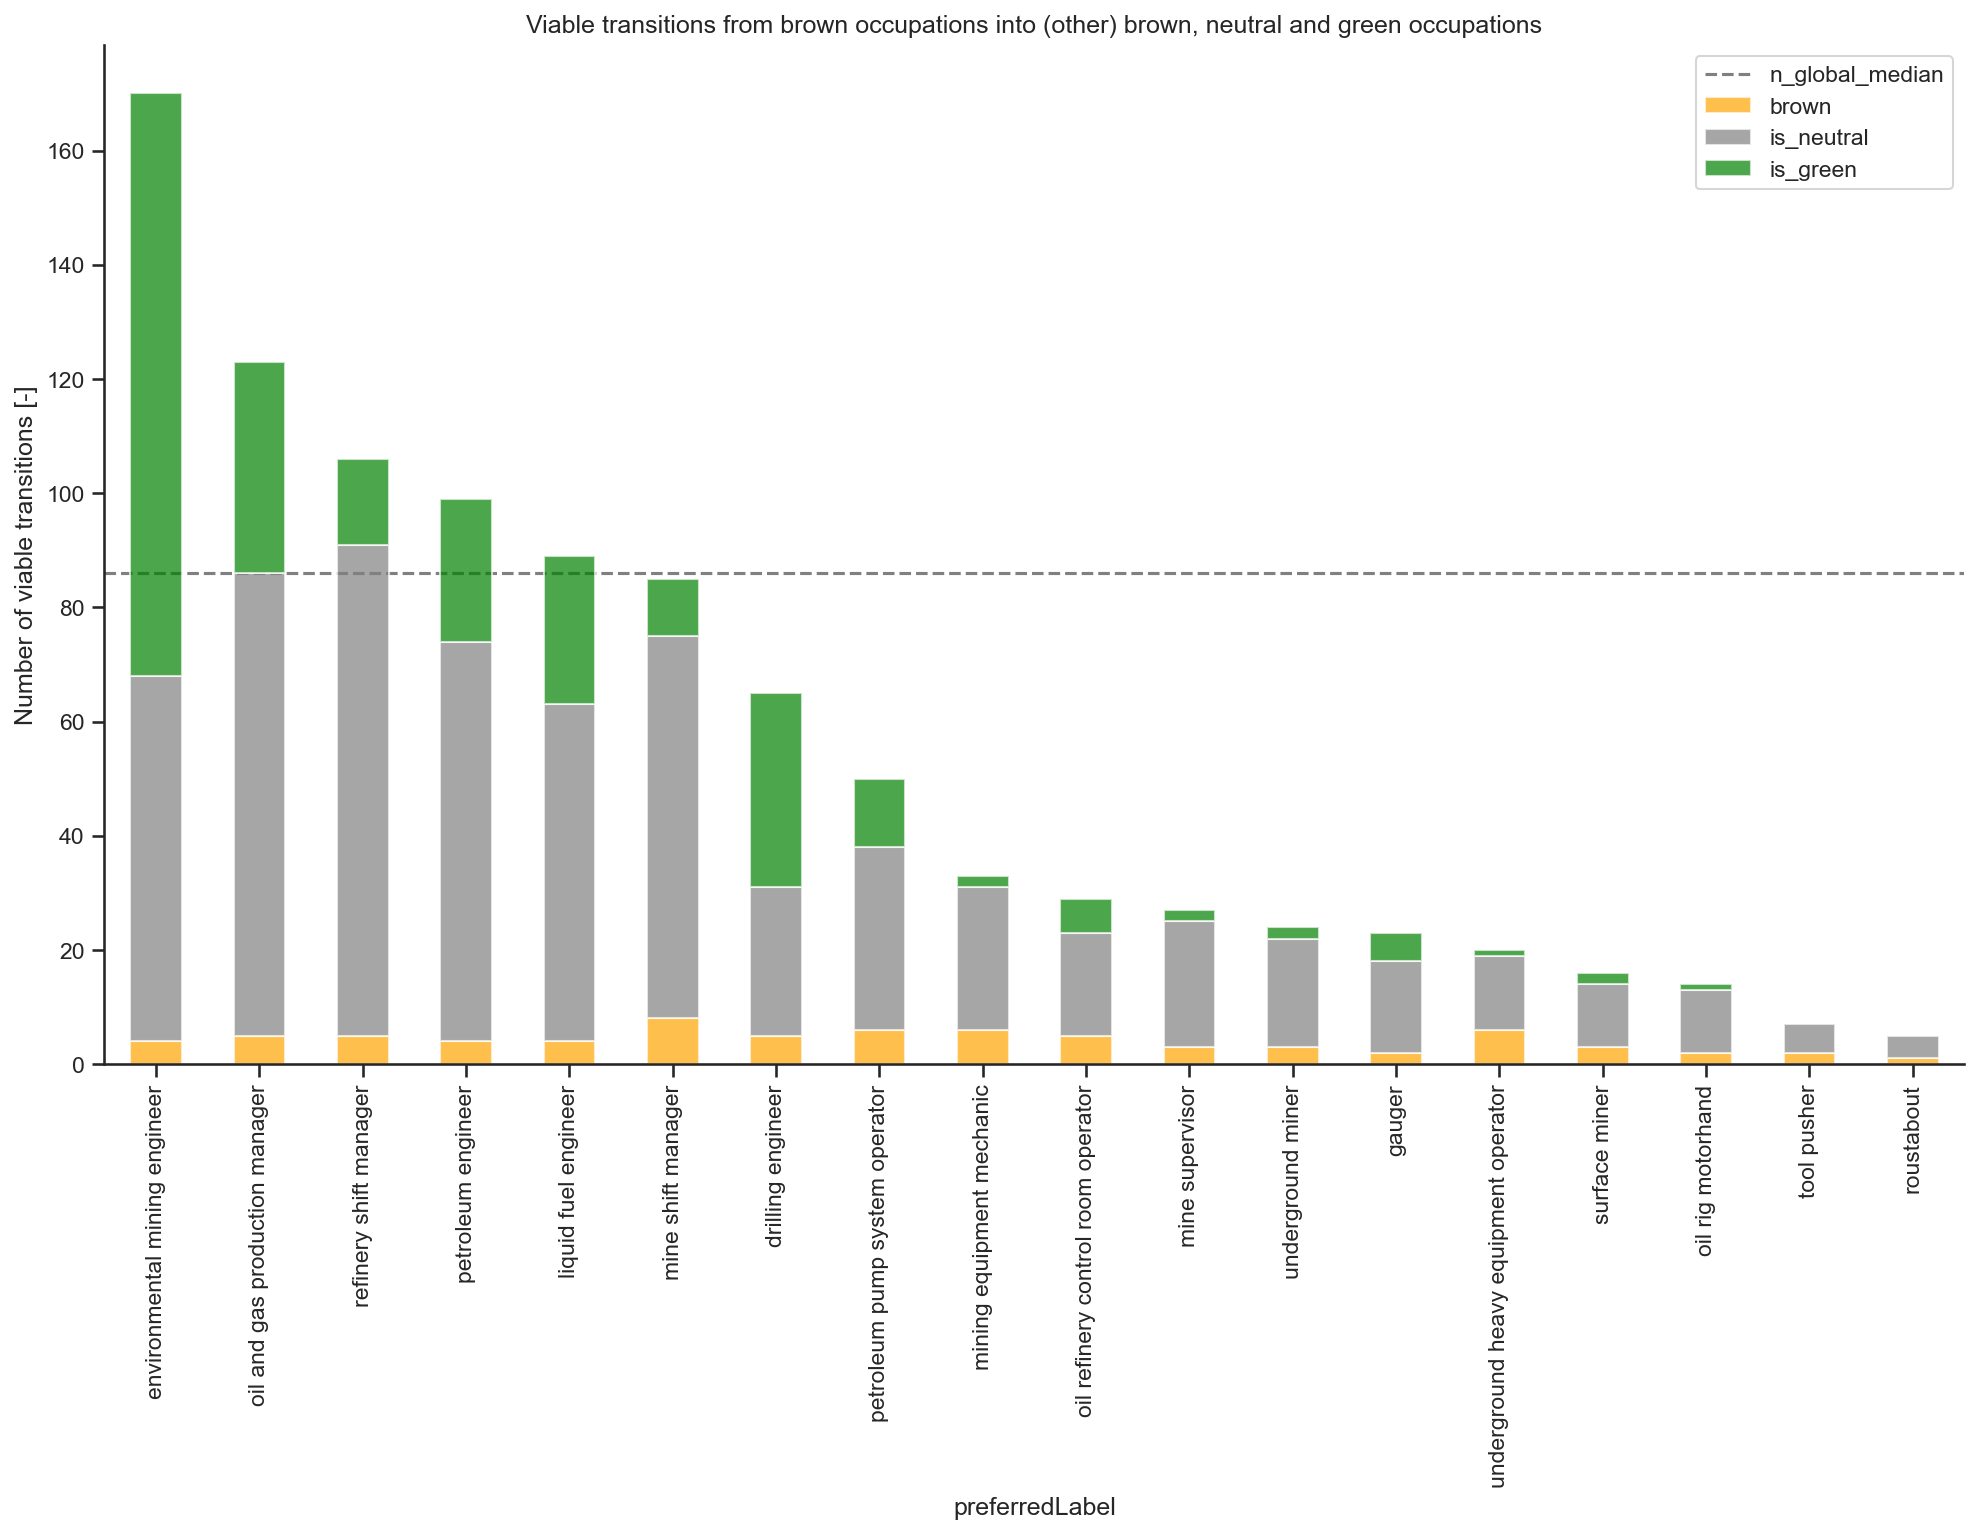 Viable transitions from brown occupations into (other) brown, neutral and green occupations
n_global_median
brown
is_neutral
is_green
Number of viable transitions [-]
160
140
120
100
80
60
40
20
0
environmental mining engineer
oil and gas production manager
refinery shift manager
petroleum engineer
liquid fuel engineer
mine shift manager
drilling engineer
petroleum pump system operator
mining equipment mechanic
oil refinery control room operator
mine supervisor
underground miner
gauger
underground heavy equipment operator
surface miner
oil rig motorhand
tool pusher
roustabout
preferredLabel